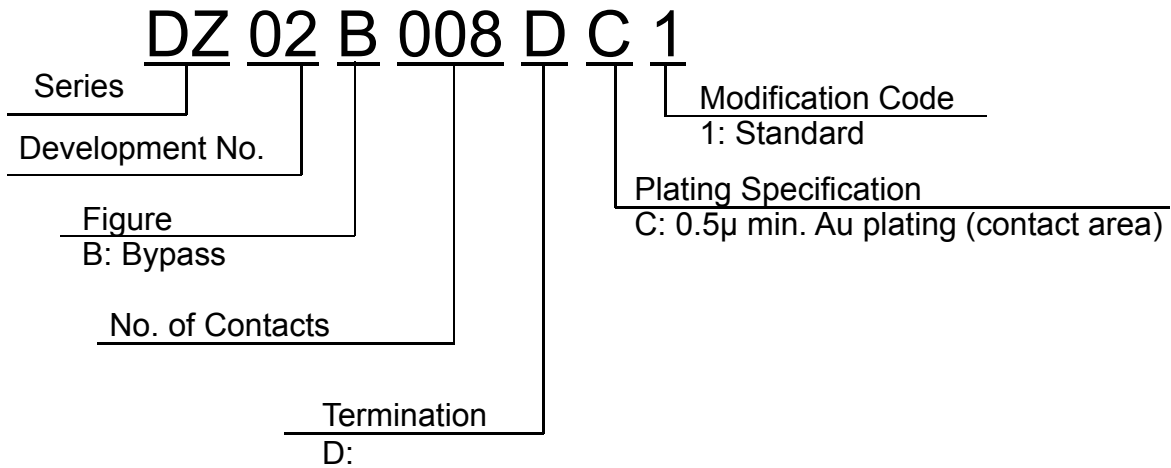 DZ 02 B 008 D C 1
Series
Development No.
Figure
B: Bypass
No. of Contacts
Termination
D:
Modification Code
1: Standard
Plating Specification
C: 0.5μ min. Au plating (contact area)